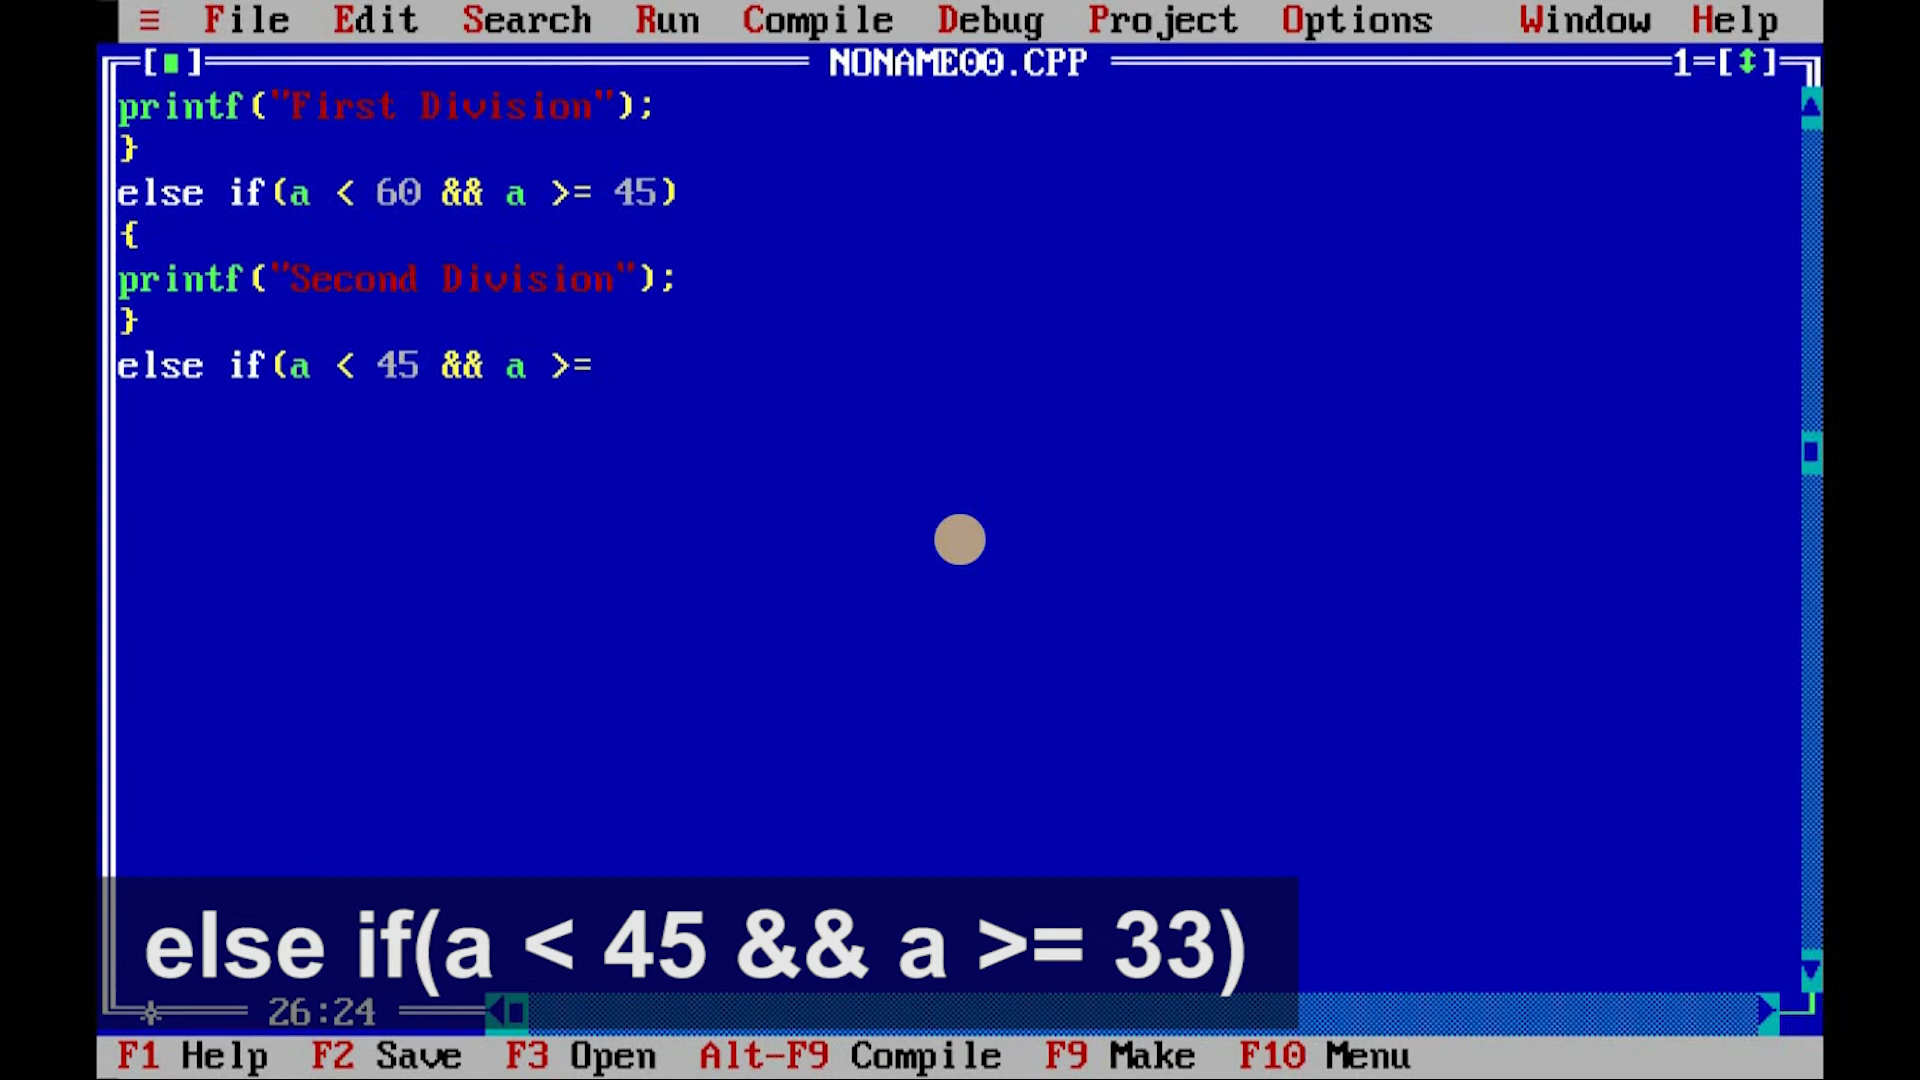 ≡ File Edit Search Run Compile Debug Project Options Window Help
[■] NONAME00.CPP 1=[↕]
printf("First Division");
}
else if(a < 60 && a >= 45)
{
printf("Second Division");
}
else if(a < 45 && a >=
else if(a < 45 && a >= 33)
26:24
F1 Help F2 Save F3 Open Alt-F9 Compile F9 Make F10 Menu